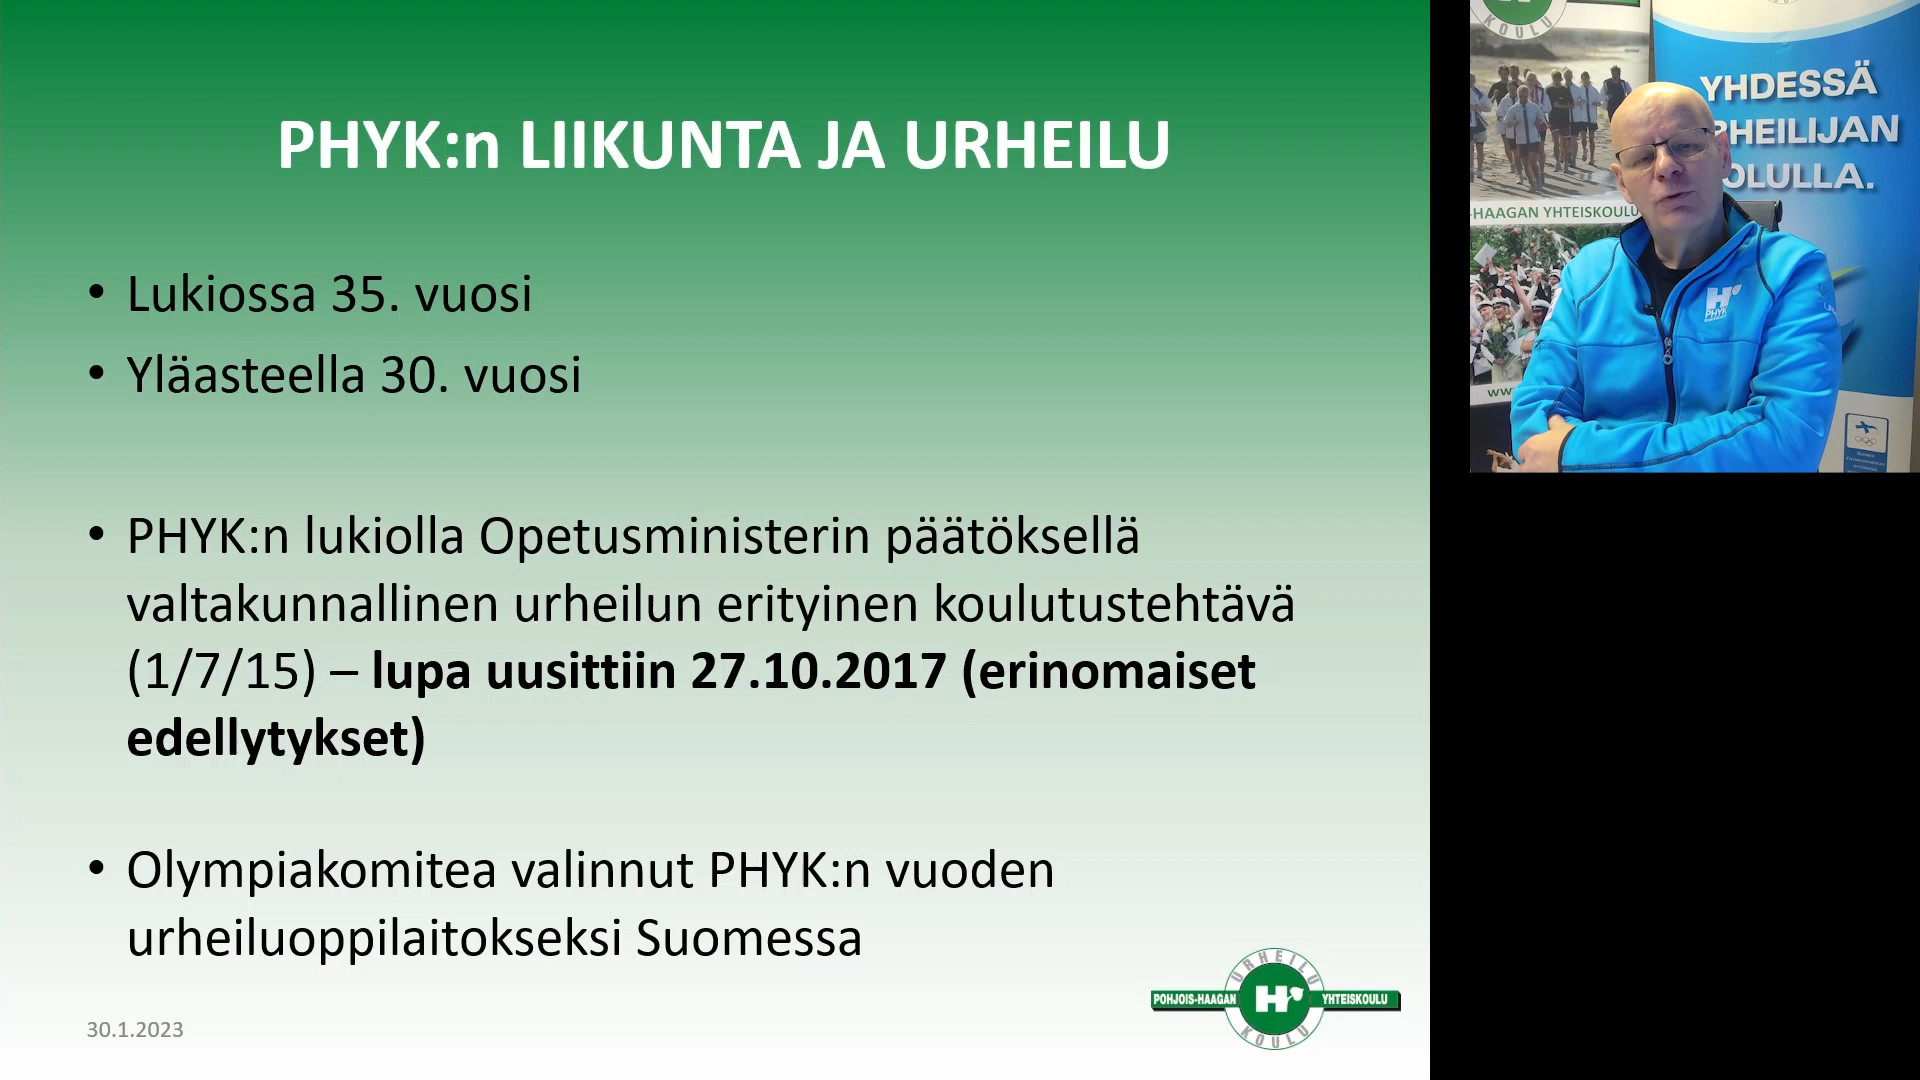 PHYK:n LIIKUNTA JA URHEILU
• Lukiossa 35. vuosi
• Yläasteella 30. vuosi
• PHYK:n lukiolla Opetusministerin päätöksellä
valtakunnallinen urheilun erityinen koulutustehtävä
(1/7/15) – lupa uusittiin 27.10.2017 (erinomaiset
edellytykset)
• Olympiakomitea valinnut PHYK:n vuoden
urheiluoppilaitokseksi Suomessa
30.1.2023
URHEILU
POHJOIS-HAAGAN H YHTEISKOULU
KOULU
KOULU
YHDESSÄ
-HAAGAN YHTEISKOULU
H
PHYK